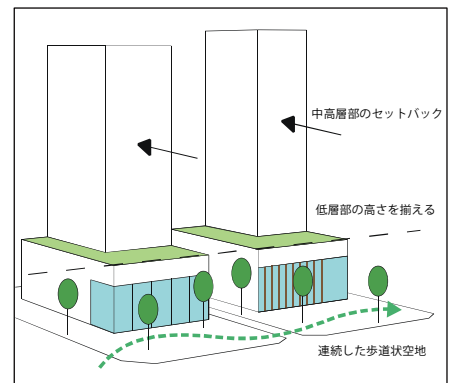 中高層部のセットバック
低層部の高さを揃える
連続した歩道状空地